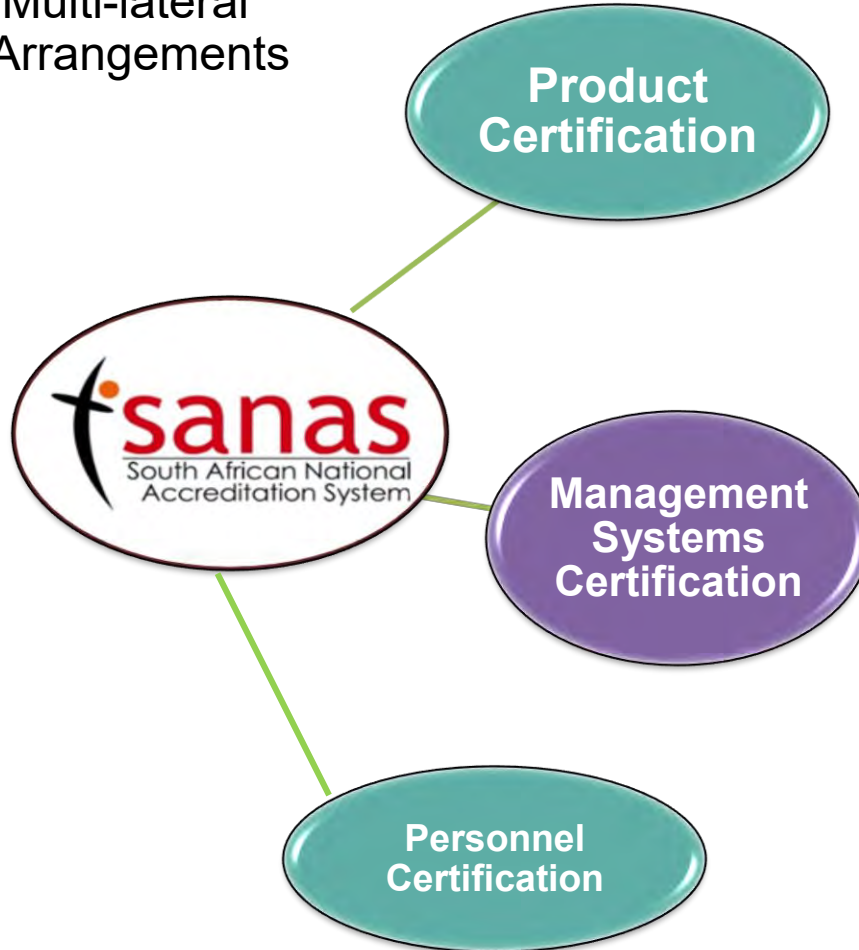 Multi-lateral
Arrangements
Product
Certification
sanas
South African National
Accreditation System
Management
Systems
Certification
Personnel
Certification